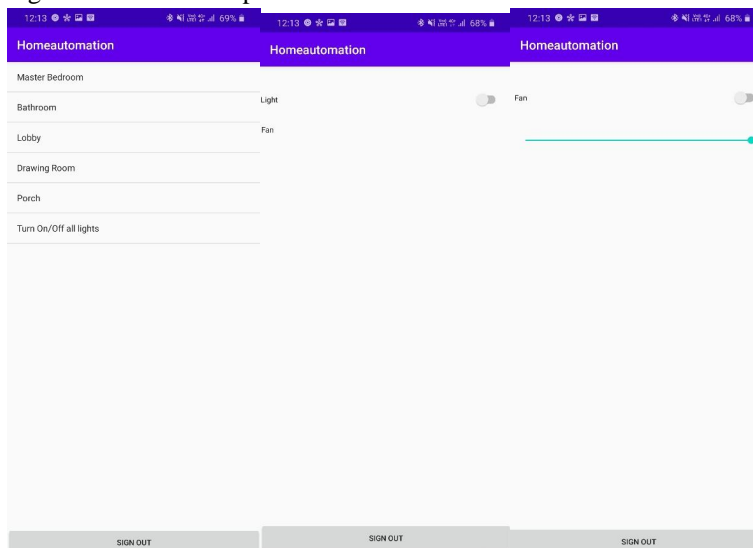 12:13
69%
Homeautomation
Master Bedroom
Bathroom
Lobby
Drawing Room
Porch
Turn On/Off all lights
SIGN OUT
12:13
68%
Homeautomation
Light
Fan
SIGN OUT
12:13
68%
Homeautomation
Fan
SIGN OUT